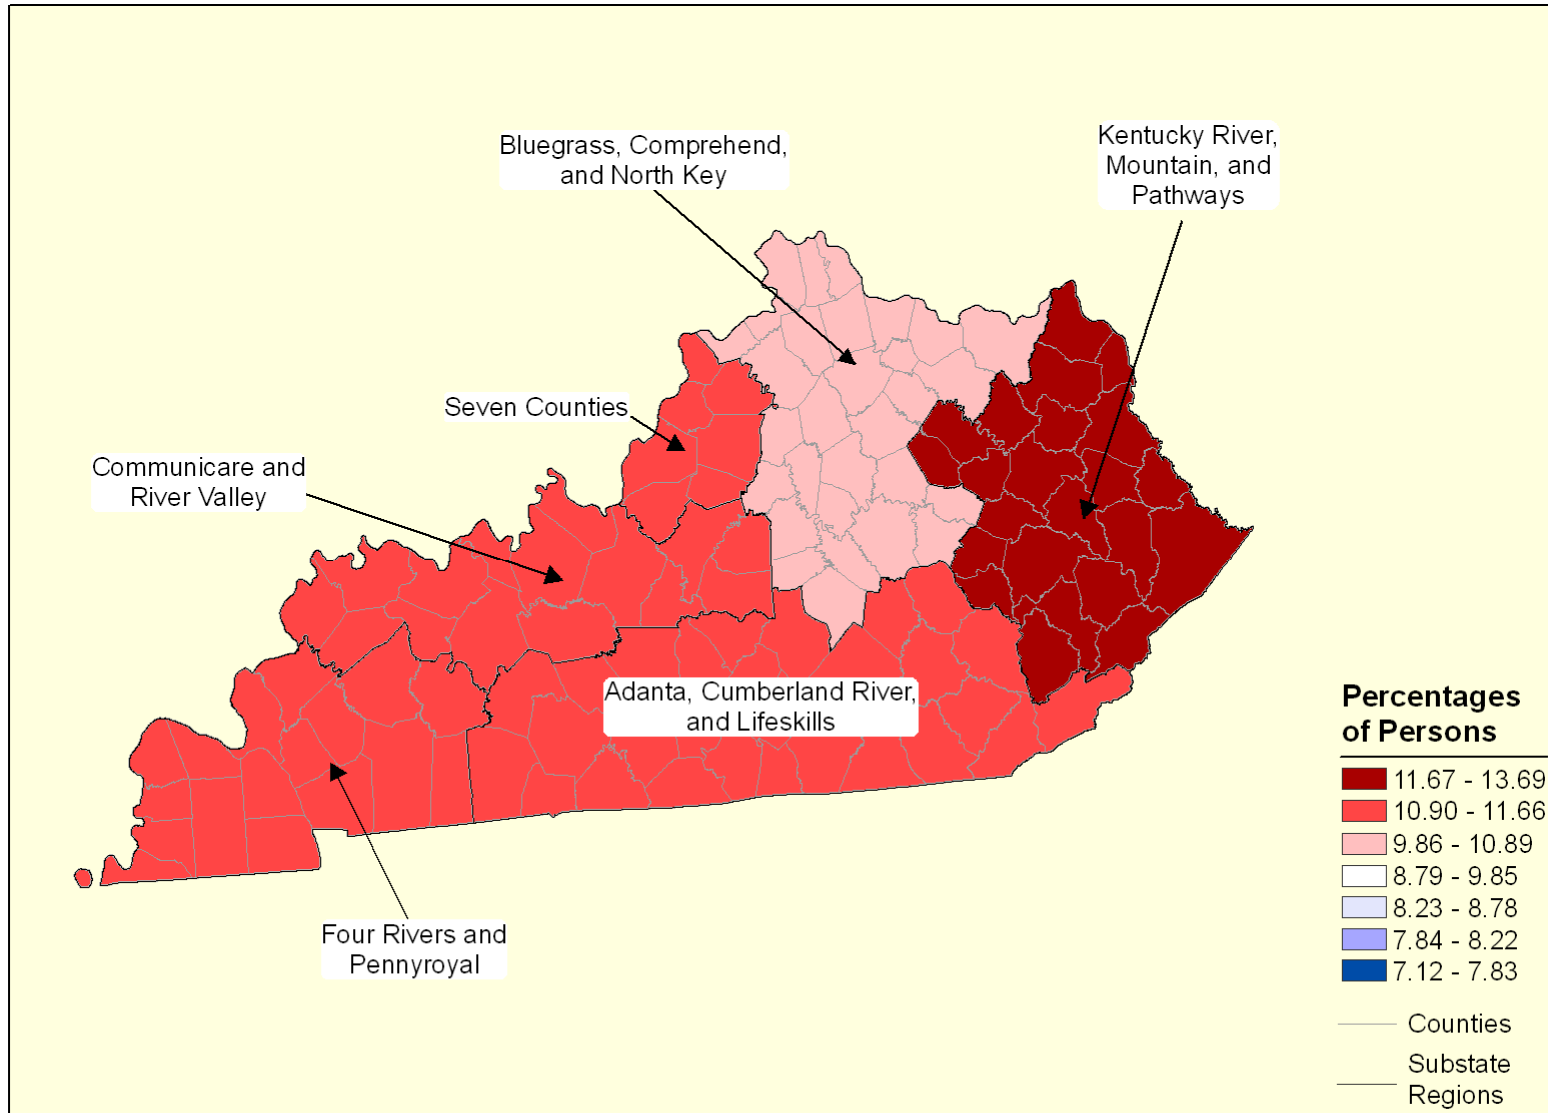 Bluegrass, Comprehend,
and North Key
Kentucky River,
Mountain, and
Pathways
Seven Counties
Communicare and
River Valley
Adanta, Cumberland River,
and Lifeskills
Four Rivers and
Pennyroyal
Percentages
of Persons
11.67 - 13.69
10.90 - 11.66
9.86 - 10.89
8.79 - 9.85
8.23 - 8.78
7.84 - 8.22
7.12 - 7.83
Counties
Substate
Regions